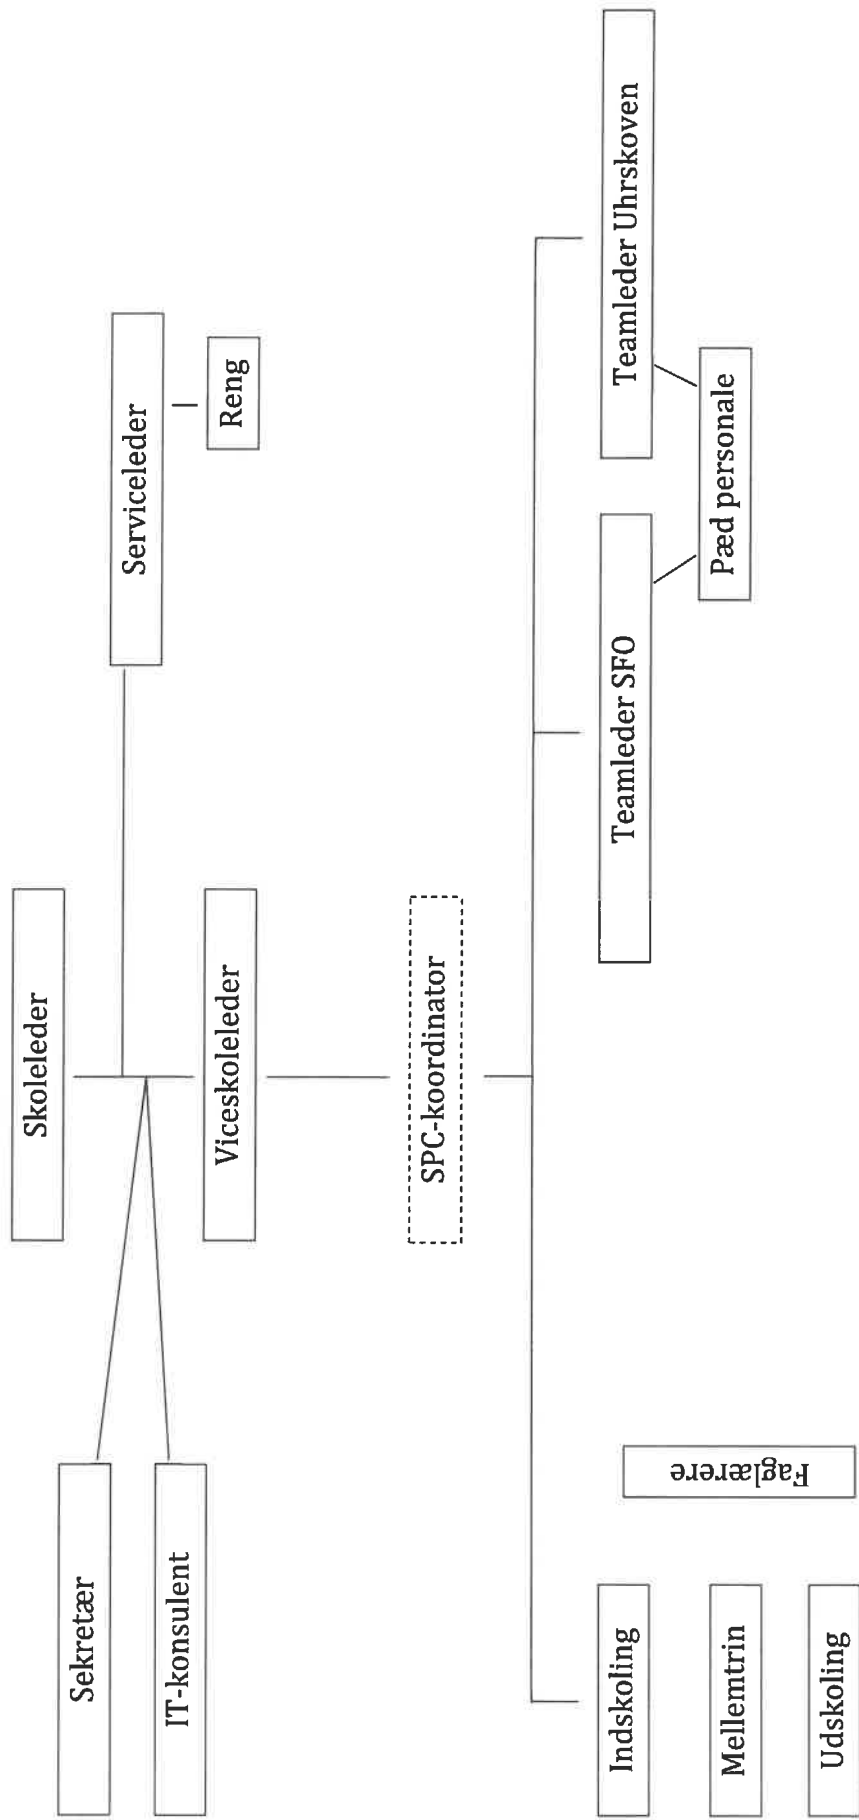 Skoleleder
Sekretær
Serviceleder
IT-konsulent
Viceskoleleder
Reng
SPC-koordinator
Indskoling
Faglærere
Teamleder SFO
Teamleder Uhrskoven
Mellemtrin
Pæd personale
Udskoling